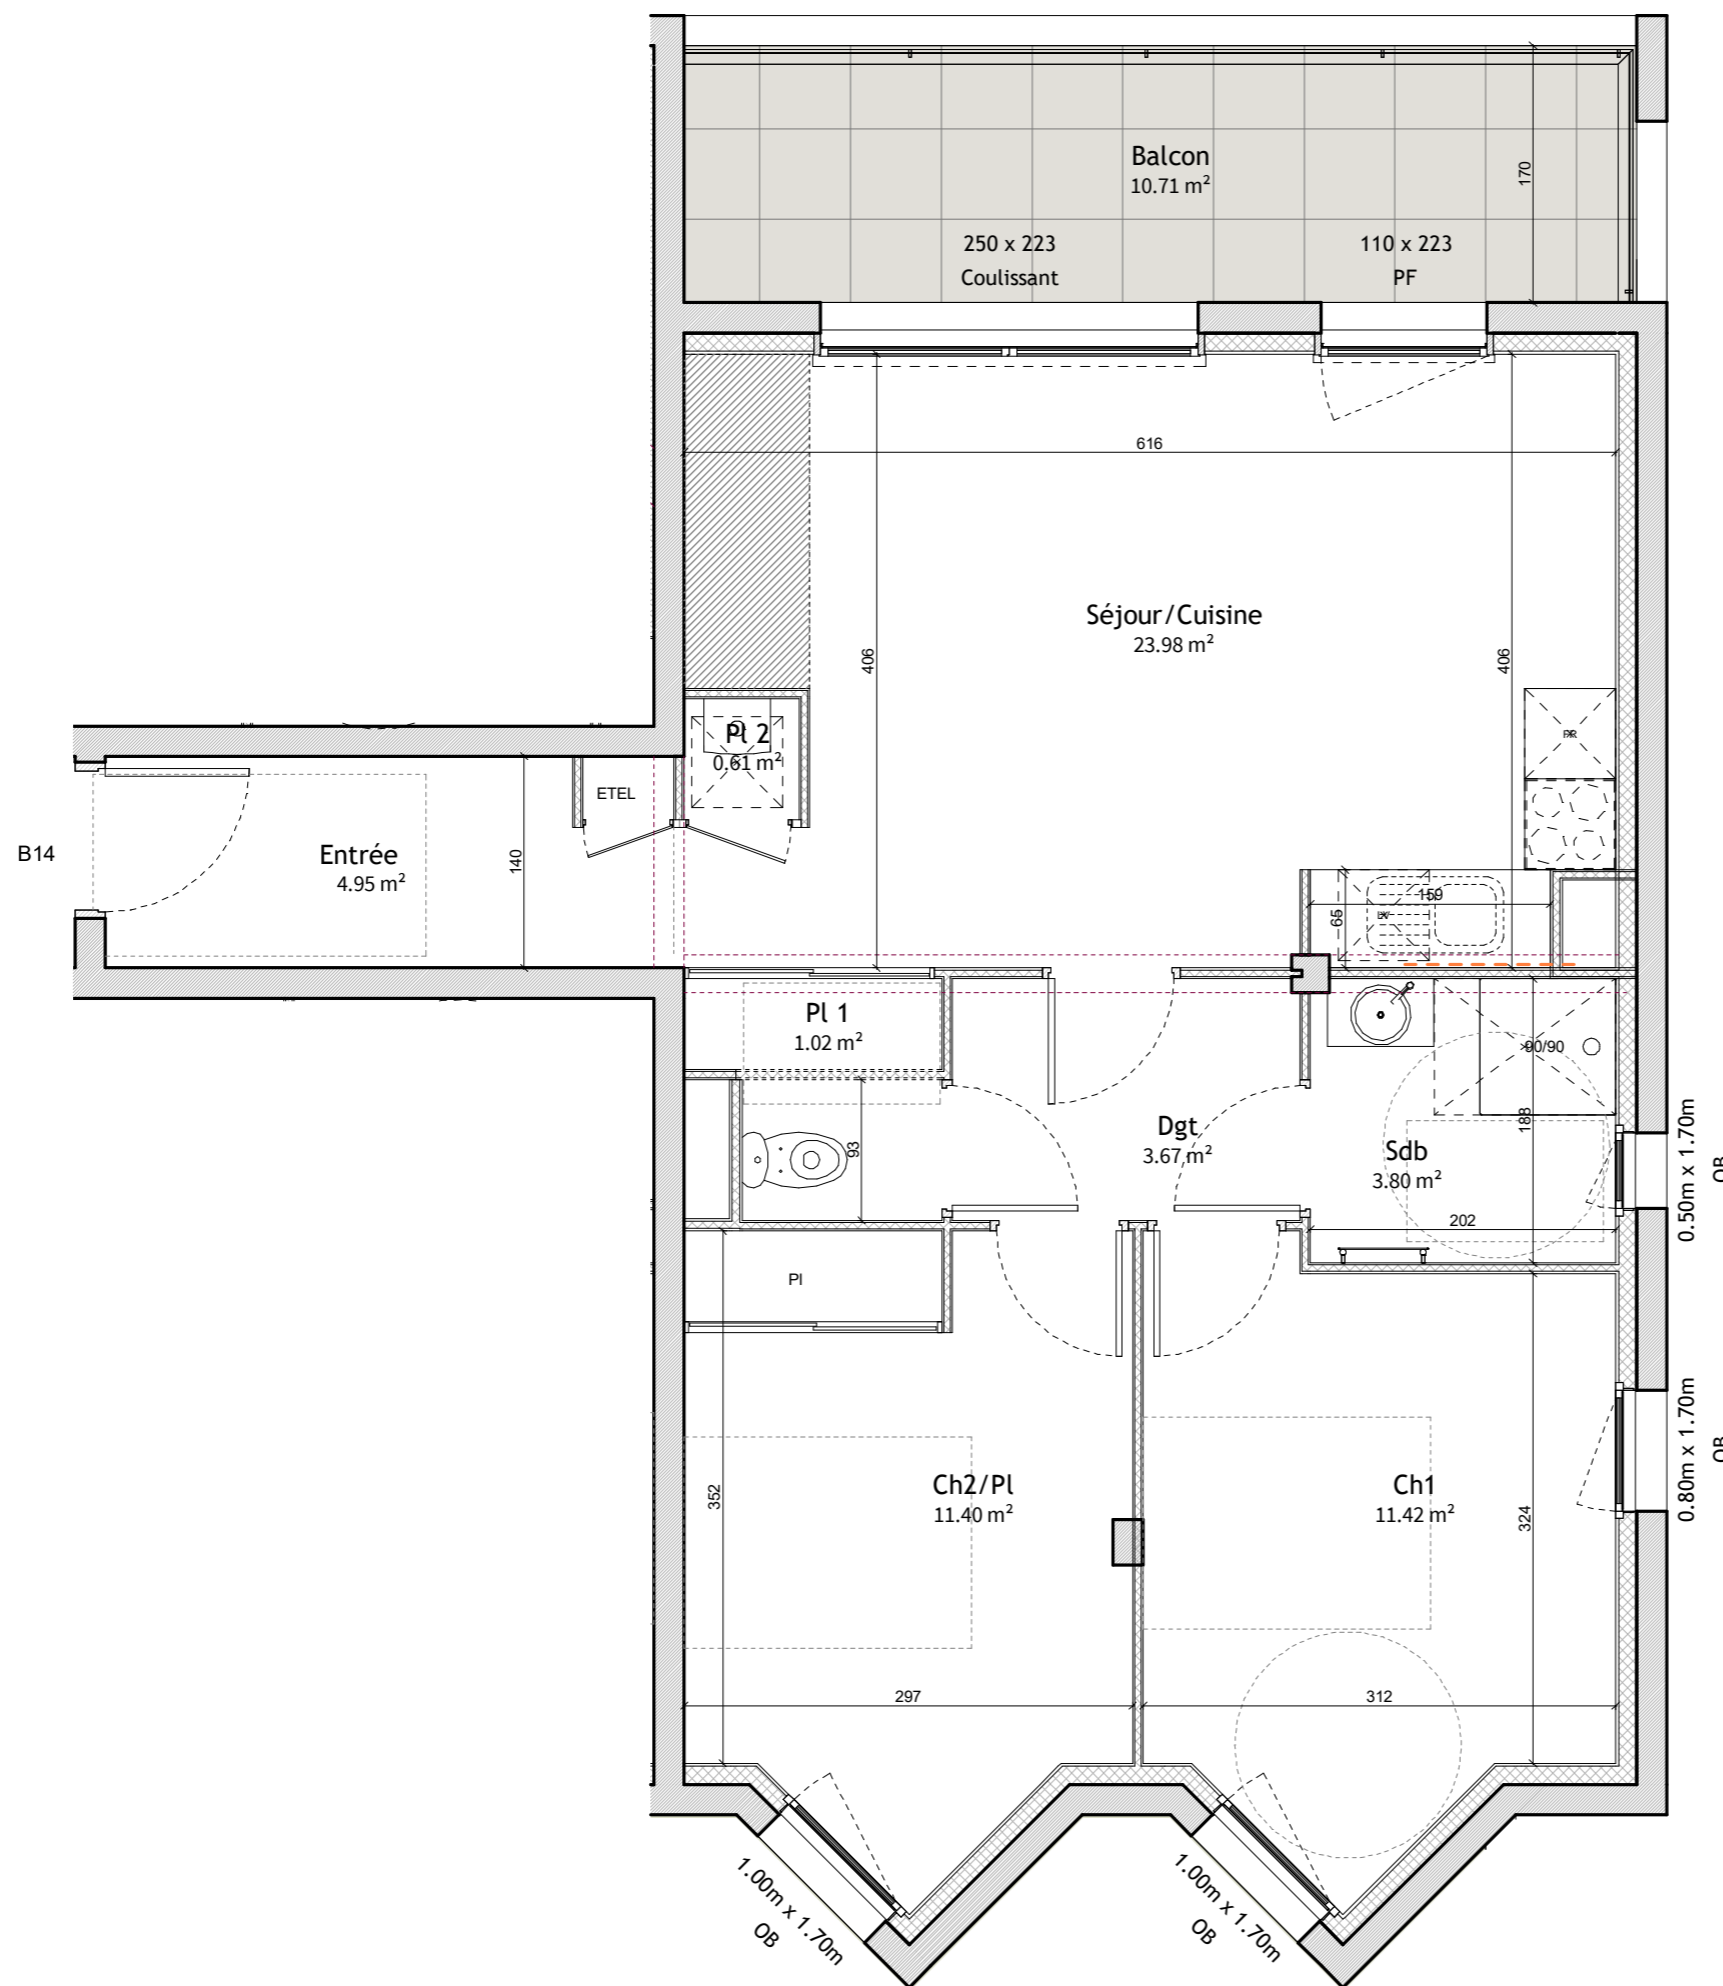 Balcon
10.71 m²
170
250 x 223
Coulissant
110 x 223
PF
616
Séjour/Cuisine
23.98 m²
406
406
Pl 2
0.61 m²
ETEL
B14
Entrée
4.95 m²
140
159
65
LV
Pl 1
1.02 m²
90/90
93
Dgt
3.67 m²
188
Sdb
3.80 m²
0.50m x 1.70m
OB
202
Pl
352
Ch2/Pl
11.40 m²
Ch1
11.42 m²
324
0.80m x 1.70m
OB
297
312
1.00m x 1.70m
OB
1.00m x 1.70m
OB